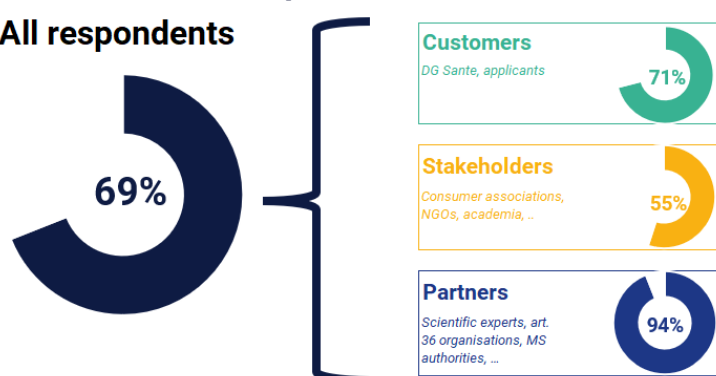 All respondents
69%
Customers
DG Sante, applicants
71%
Stakeholders
Consumer associations,
NGOs, academia, ..
55%
Partners
Scientific experts, art.
36 organisations, MS
authorities, ...
94%